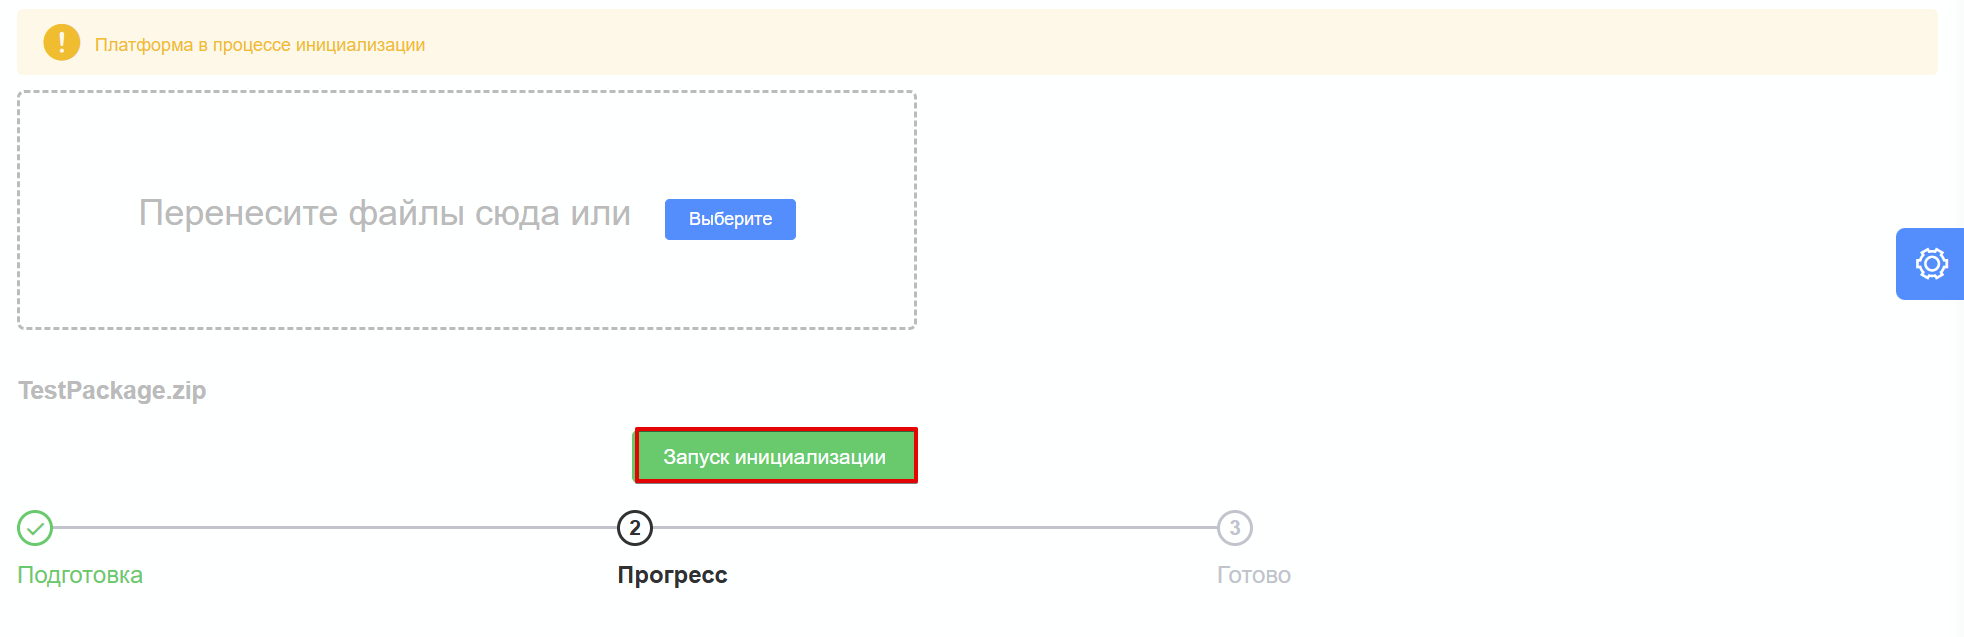 Платформа в процессе инициализации
Перенесите файлы сюда или Выберите
TestPackage.zip
Запуск инициализации
2 3
Подготовка Прогресс Готово